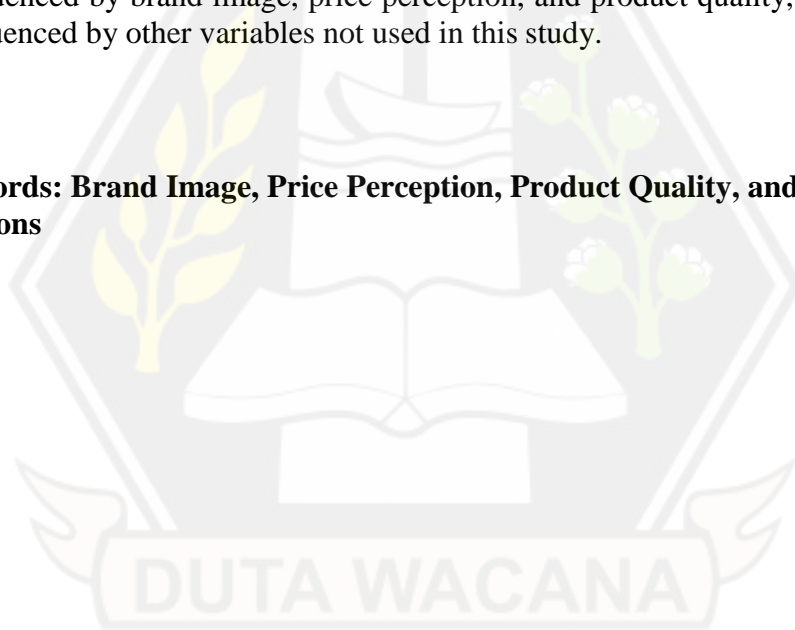 uenced by brand image, price perception, and product quality,
uenced by other variables not used in this study.
ords: Brand Image, Price Perception, Product Quality, and
ons
DUTA WACANA